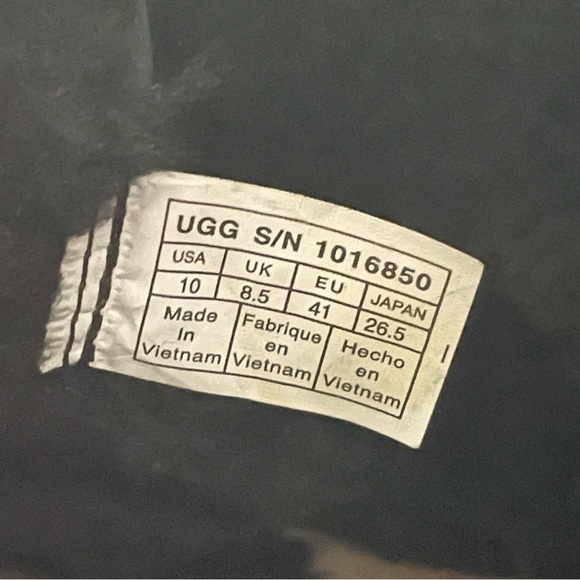 UGG S/N 1016850
USA UK EU JAPAN
10 8.5 41 26.5
Made In Vietnam
Fabrique en Vietnam
Hecho en Vietnam